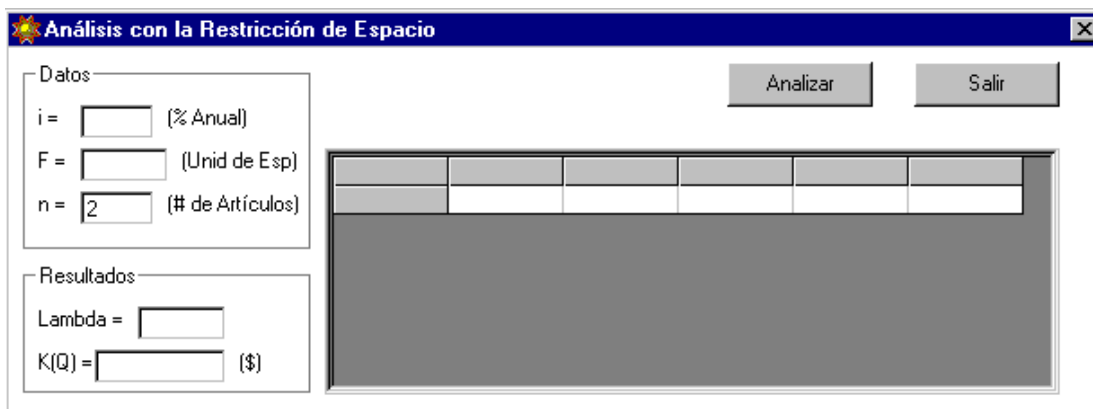 Análisis con la Restricción de Espacio
Datos
i = (% Anual)
F = (Unid de Esp)
n = 2 (# de Artículos)
Analizar
Salir
Resultados
Lambda =
K(Q) = ($)